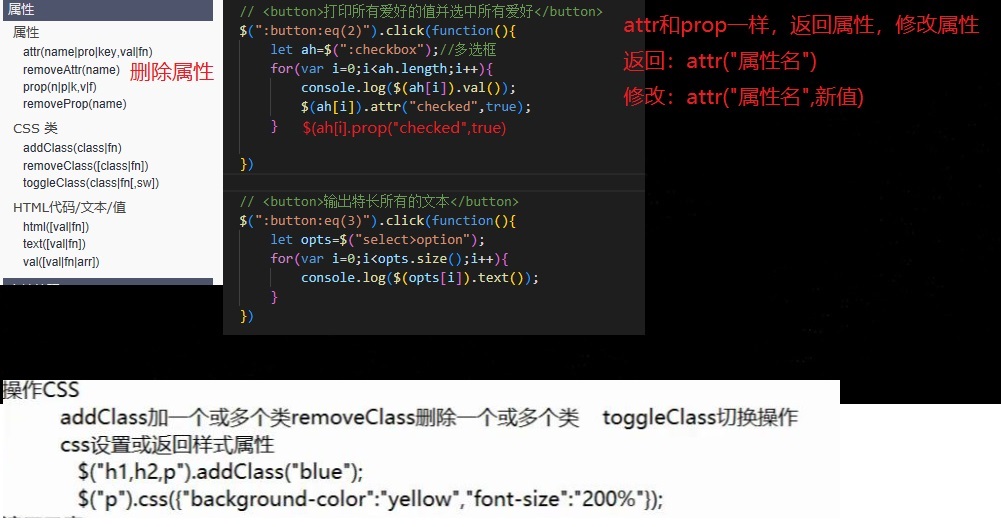 属性
属性
attr(name|pro|key,val|fn)
removeAttr(name) 删除属性
prop(n|p|k,v|f)
removeProp(name)
CSS 类
addClass(class|fn)
removeClass([class|fn])
toggleClass(class|fn[,sw])
HTML代码/文本/值
html([val|fn])
text([val|fn])
val([val|fn|arr])
// <button>打印所有爱好的值并选中所有爱好</button>
$(":button:eq(2)").click(function(){
let ah=$(":checkbox");//多选框
for(var i=0;i<ah.length;i++){
console.log($(ah[i]).val());
$(ah[i]).attr("checked",true);
} $(ah[i].prop("checked",true)
})
// <button>输出特长所有的文本</button>
$(":button:eq(3)").click(function(){
let opts=$("select>option");
for(var i=0;i<opts.size();i++){
console.log($(opts[i]).text());
}
})
attr和prop一样，返回属性，修改属性
返回：attr("属性名")
修改：attr("属性名",新值)
操作CSS
addClass加一个或多个类removeClass删除一个或多个类 toggleClass切换操作
css设置或返回样式属性
$("h1,h2,p").addClass("blue");
$("p").css({"background-color":"yellow","font-size":"200%"});